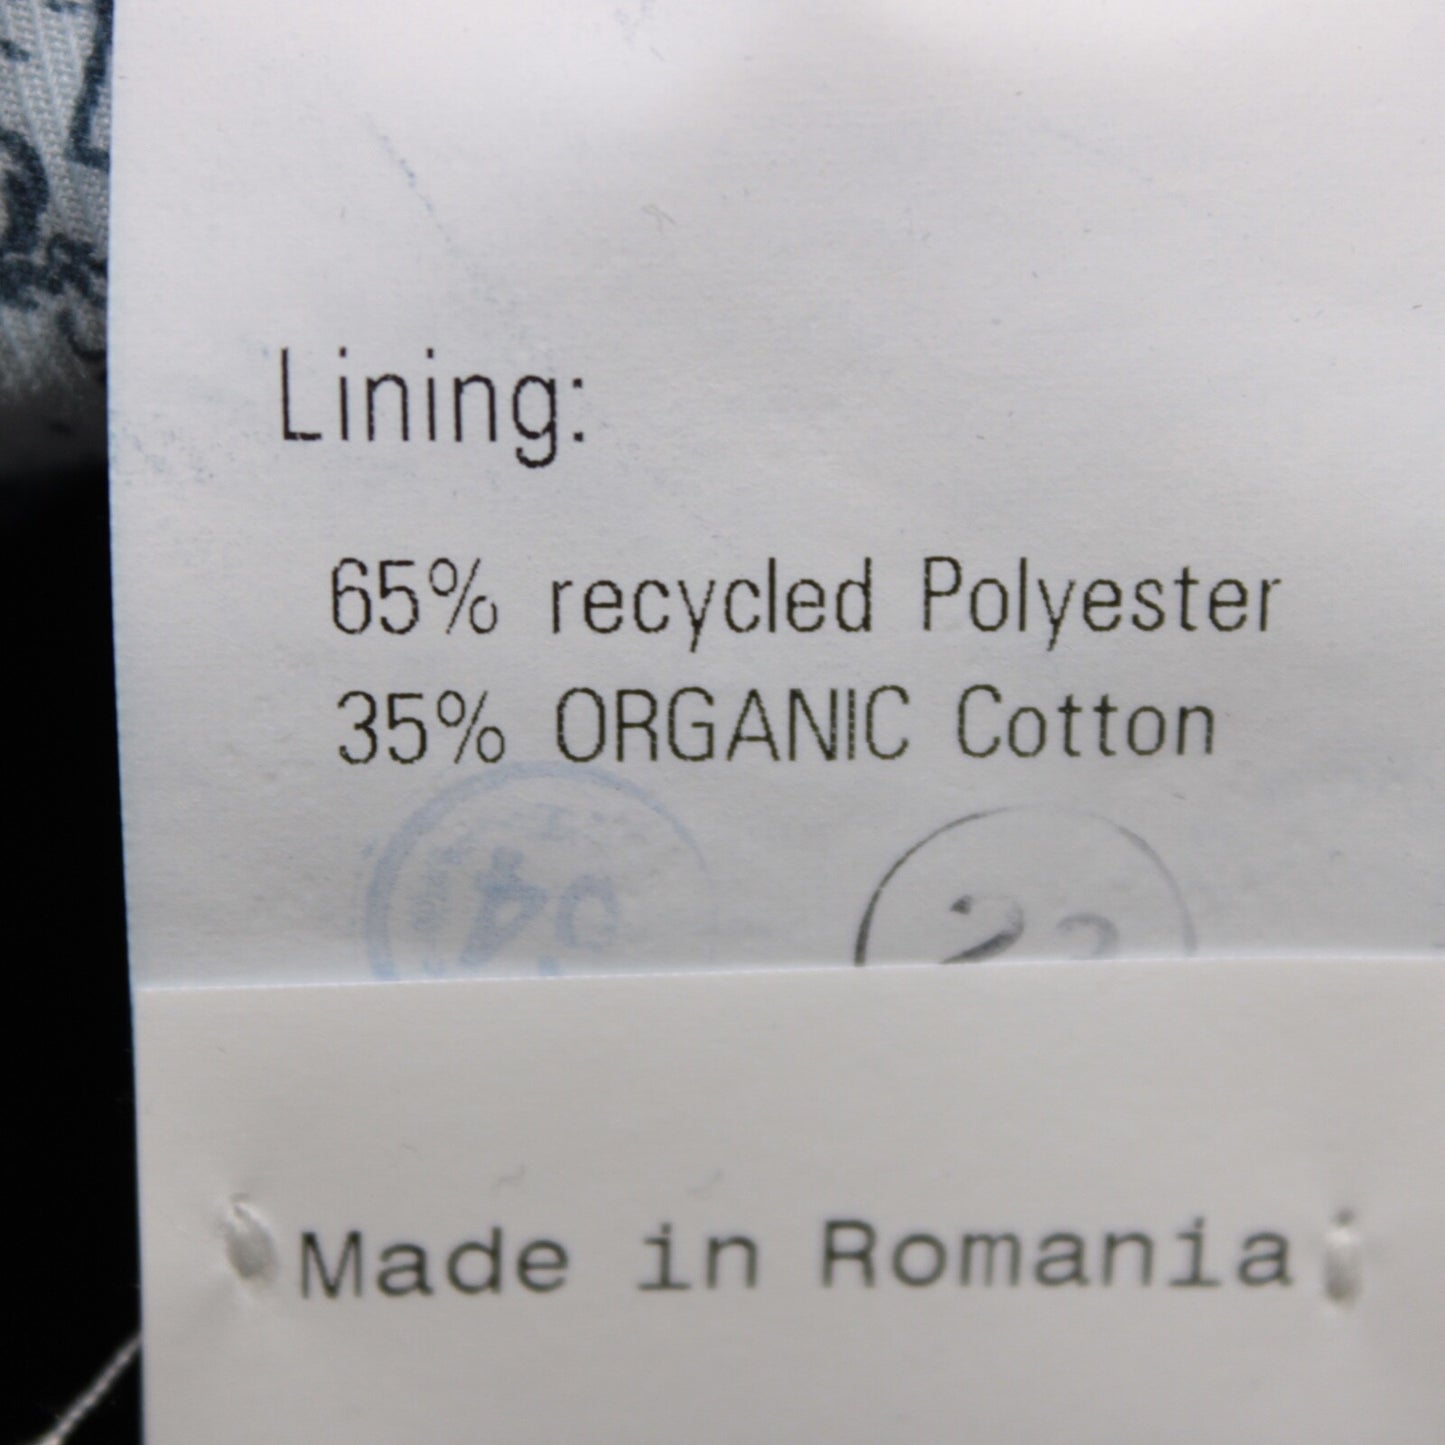 Lining:
65% recycled Polyester
35% ORGANIC Cotton
Made in Romania